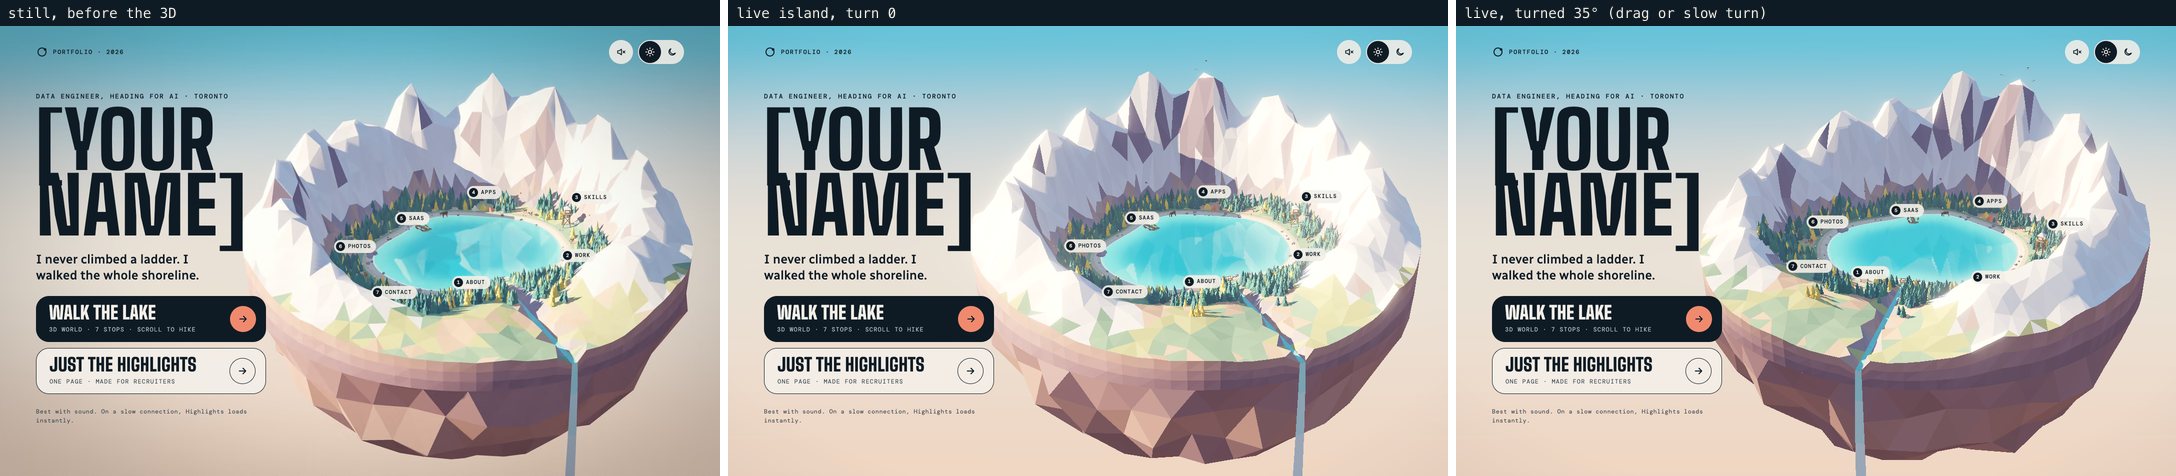 still, before the 3D
PORTFOLIO · 2026
DATA ENGINEER, HEADING FOR AI · TORONTO
[YOUR
NAME]
I never climbed a ladder. I
walked the whole shoreline.
WALK THE LAKE
3D WORLD · 7 STOPS · SCROLL TO HIKE
JUST THE HIGHLIGHTS
ONE PAGE · MADE FOR RECRUITERS
Best with sound. On a slow connection, Highlights loads
instantly.
4 APPS
3 SKILLS
5 SAAS
6 PHOTOS
2 WORK
1 ABOUT
7 CONTACT
live island, turn 0
PORTFOLIO · 2026
DATA ENGINEER, HEADING FOR AI · TORONTO
[YOUR
NAME]
I never climbed a ladder. I
walked the whole shoreline.
WALK THE LAKE
3D WORLD · 7 STOPS · SCROLL TO HIKE
JUST THE HIGHLIGHTS
ONE PAGE · MADE FOR RECRUITERS
Best with sound. On a slow connection, Highlights loads
instantly.
4 APPS
3 SKILLS
5 SAAS
6 PHOTOS
2 WORK
1 ABOUT
7 CONTACT
live, turned 35° (drag or slow turn)
PORTFOLIO · 2026
DATA ENGINEER, HEADING FOR AI · TORONTO
[YOUR
NAME]
I never climbed a ladder. I
walked the whole shoreline.
WALK THE LAKE
3D WORLD · 7 STOPS · SCROLL TO HIKE
JUST THE HIGHLIGHTS
ONE PAGE · MADE FOR RECRUITERS
Best with sound. On a slow connection, Highlights loads
instantly.
4 APPS
5 SAAS
6 PHOTOS
3 SKILLS
7 CONTACT
1 ABOUT
2 WORK